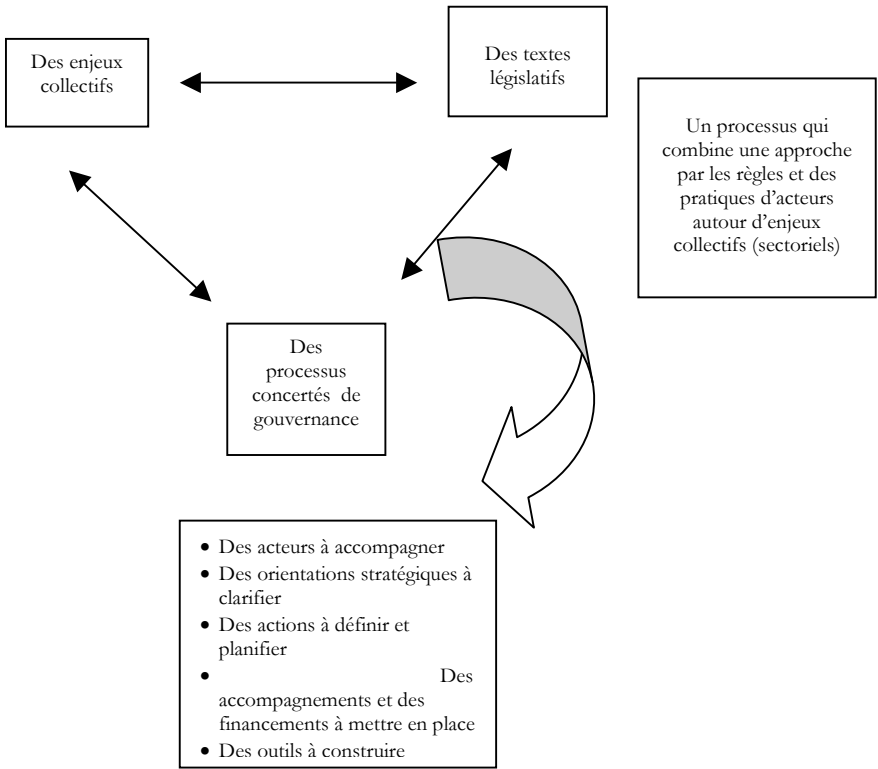 Des enjeux
collectifs
Des textes
législatifs
Un processus qui
combine une approche
par les règles et des
pratiques d'acteurs
autour d'enjeux
collectifs (sectoriels)
Des
processus
concertés de
gouvernance
• Des acteurs à accompagner
• Des orientations stratégiques à
clarifier
• Des actions à définir et
planifier
• Des
accompagnements et des
financements à mettre en place
• Des outils à construire